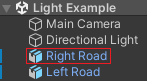 Light Example
Main Camera
Directional Light
Right Road
Left Road